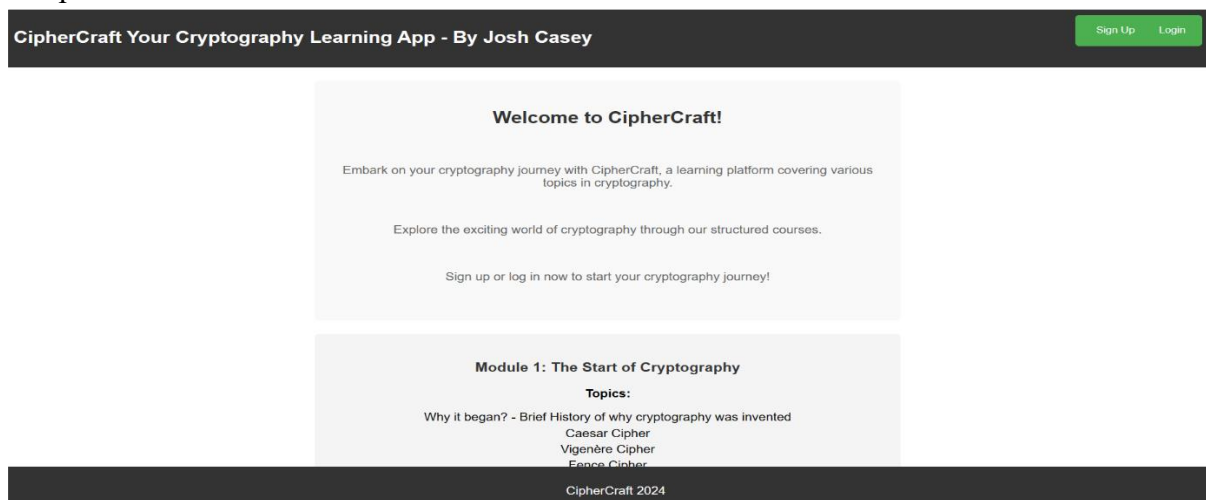 CipherCraft Your Cryptography Learning App - By Josh Casey
Sign Up Login
Welcome to CipherCraft!
Embark on your cryptography journey with CipherCraft, a learning platform covering various
topics in cryptography.
Explore the exciting world of cryptography through our structured courses.
Sign up or log in now to start your cryptography journey!
Module 1: The Start of Cryptography
Topics:
Why it began? - Brief History of why cryptography was invented
Caesar Cipher
Vigenère Cipher
Fence Cipher
CipherCraft 2024